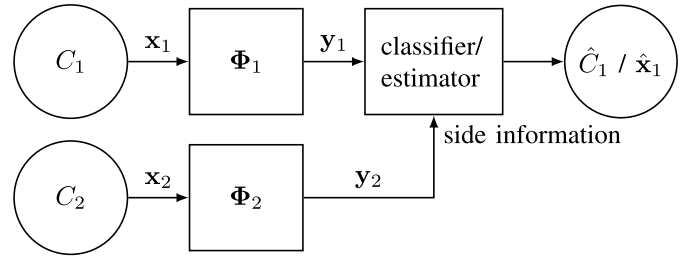 C₁
𝐱₁
𝚽₁
𝐲₁
classifier/
estimator
Ĉ₁ / 𝐱̂₁
side information
C₂
𝐱₂
𝚽₂
𝐲₂